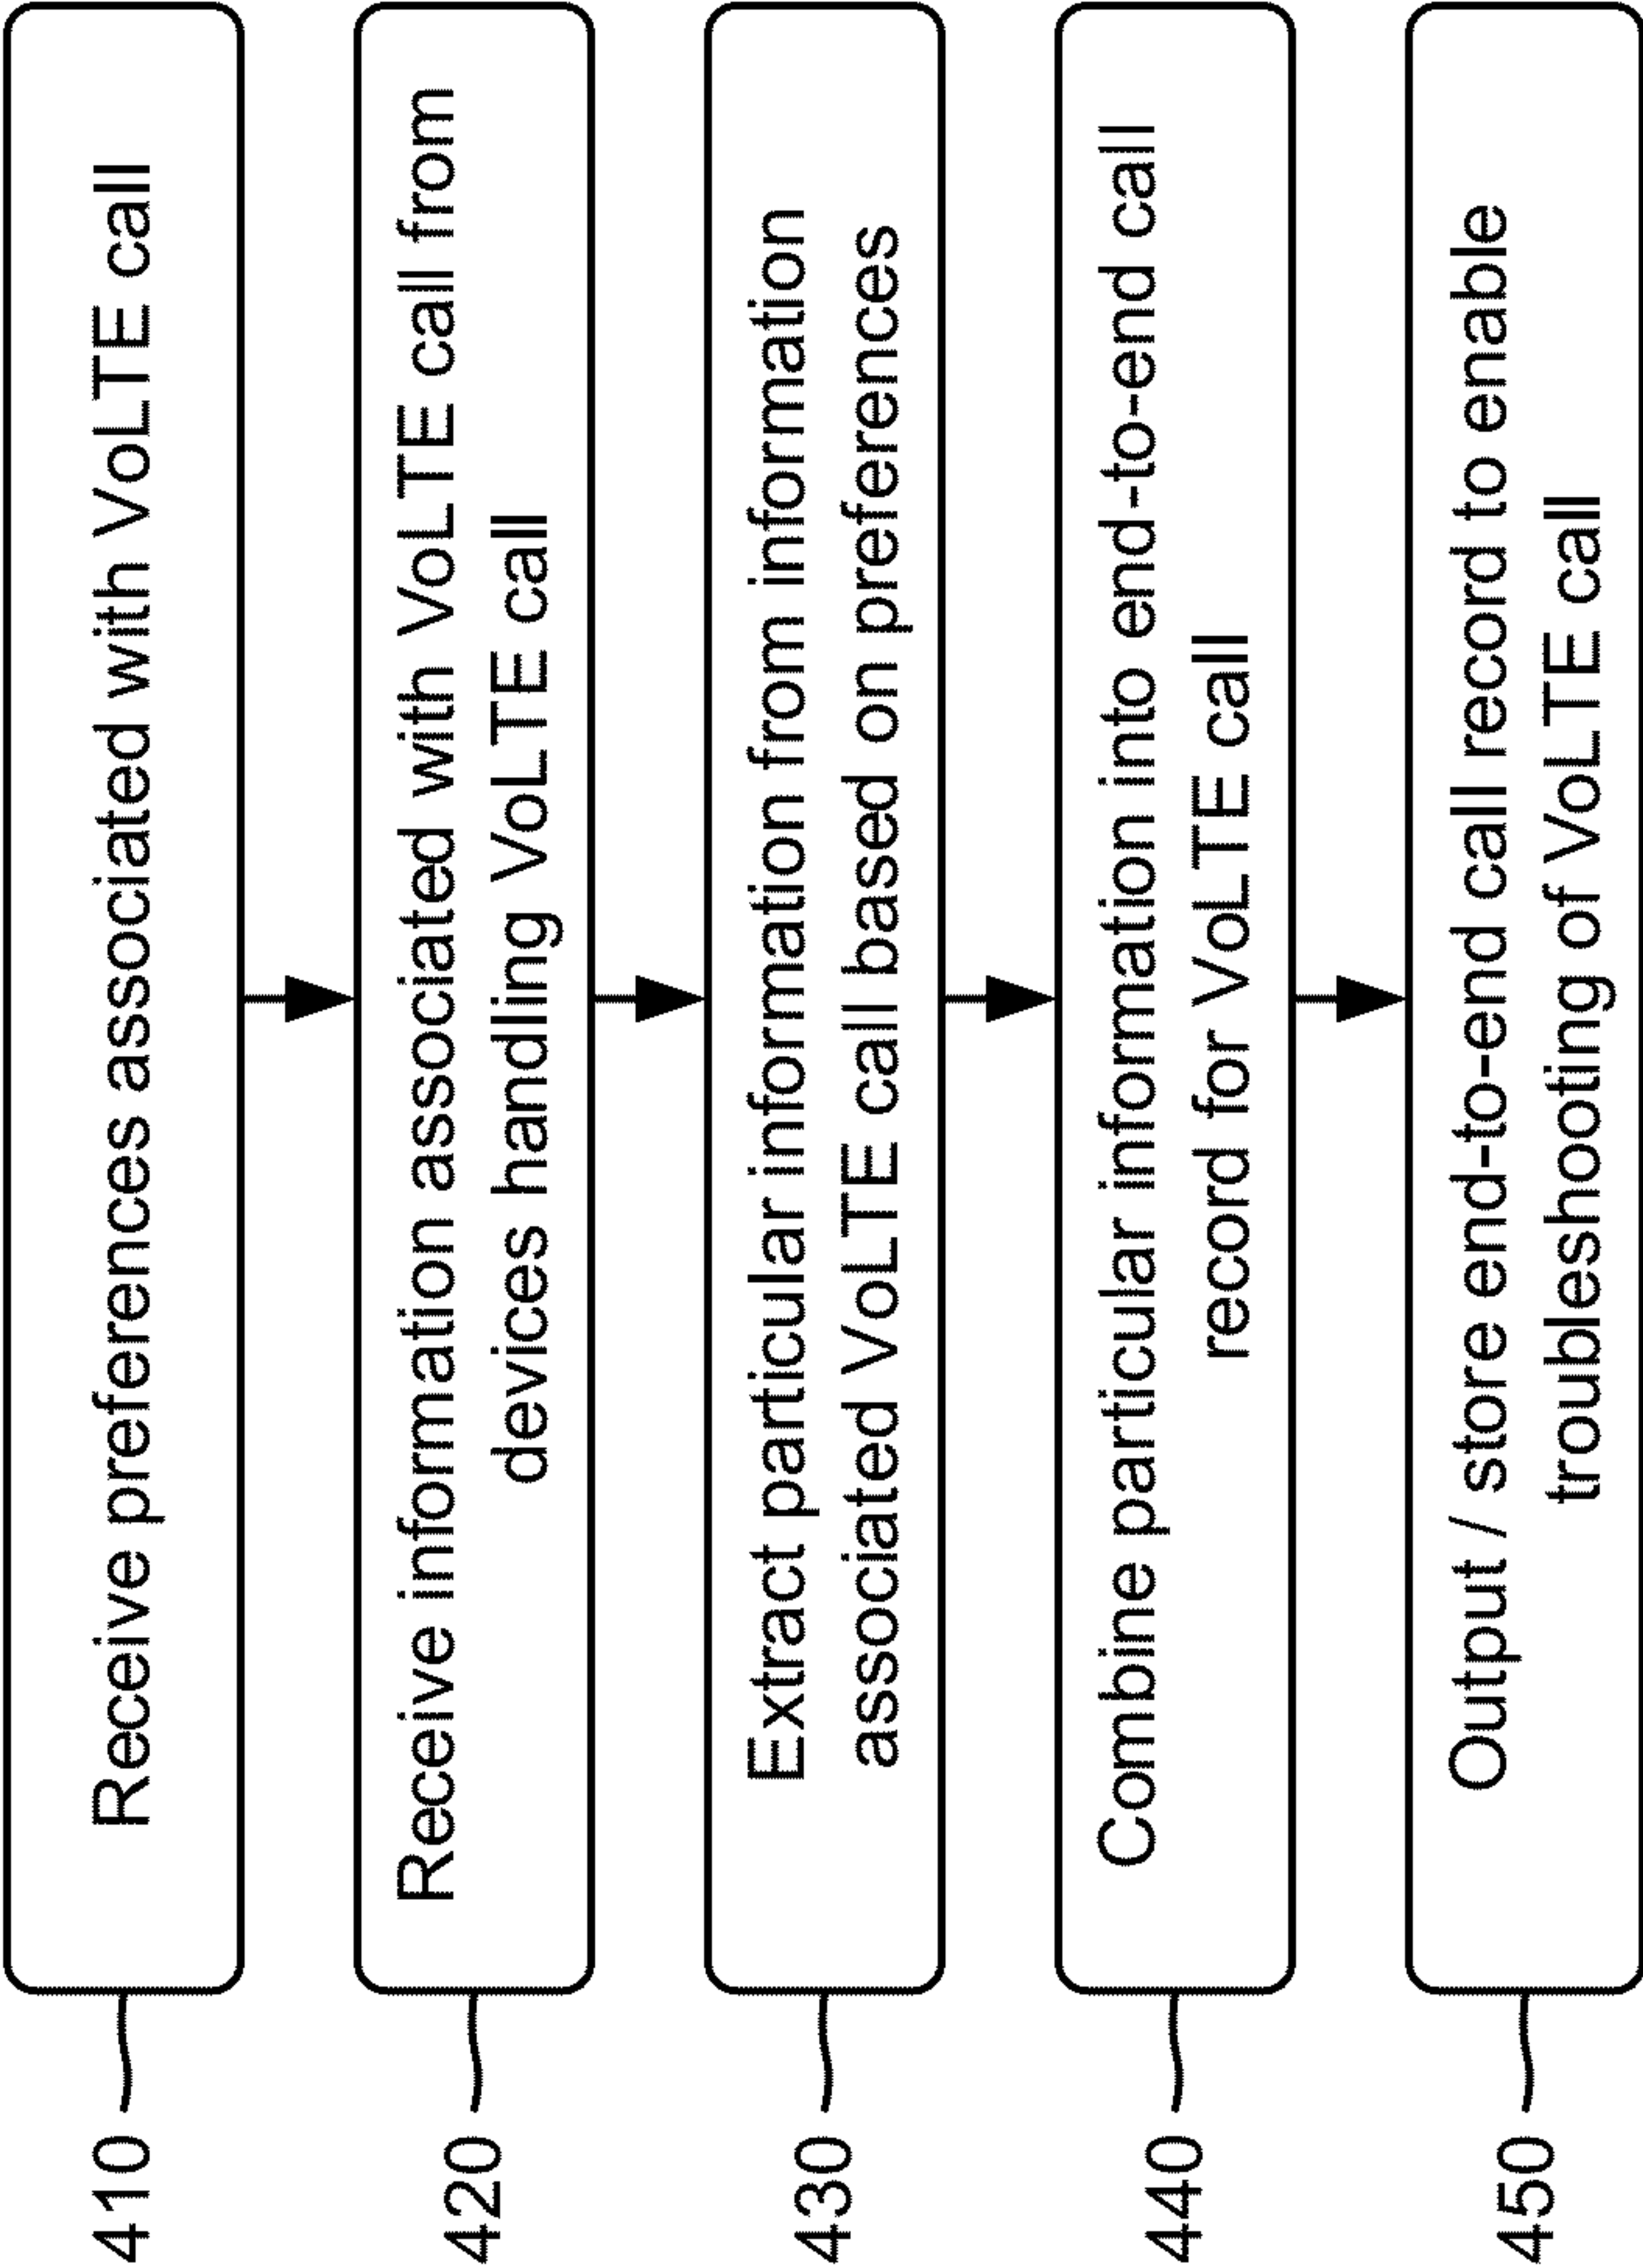 410
Receive preferences associated with VoLTE call
420
Receive information associated with VoLTE call from
devices handling VoLTE call
430
Extract particular information from information
associated VoLTE call based on preferences
440
Combine particular information into end-to-end call
record for VoLTE call
450
Output / store end-to-end call record to enable
troubleshooting of VoLTE call